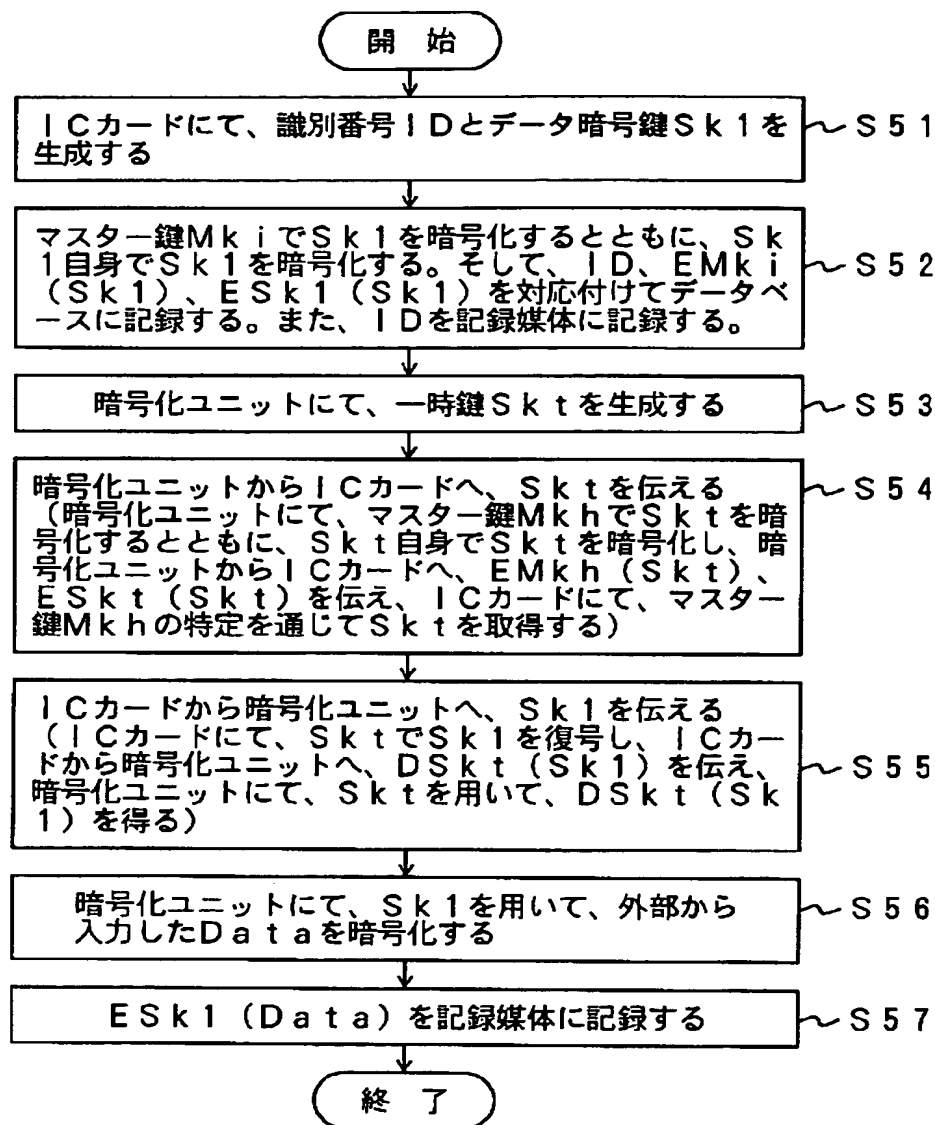 開 始
ICカードにて、識別番号IDとデータ暗号鍵Sk1を
生成する
S51
マスター鍵MkiでSk1を暗号化するとともに、Sk
1自身でSk1を暗号化する。そして、ID、EMki
(Sk1)、ESk1(Sk1)を対応付けてデータベ
ースに記録する。また、IDを記録媒体に記録する。
S52
暗号化ユニットにて、一時鍵Sktを生成する
S53
暗号化ユニットからICカードへ、Sktを伝える
(暗号化ユニットにて、マスター鍵MkhでSktを暗
号化するとともに、Skt自身でSktを暗号化し、暗
号化ユニットからICカードへ、EMkh(Skt)、
ESkt(Skt)を伝え、ICカードにて、マスター
鍵Mkhの特定を通じてSktを取得する)
S54
ICカードから暗号化ユニットへ、Sk1を伝える
(ICカードにて、SktでSk1を復号し、ICカー
ドから暗号化ユニットへ、DSkt(Sk1)を伝え、
暗号化ユニットにて、Sktを用いて、DSkt(Sk
1)を得る)
S55
暗号化ユニットにて、Sk1を用いて、外部から
入力したDataを暗号化する
S56
ESk1(Data)を記録媒体に記録する
S57
終 了